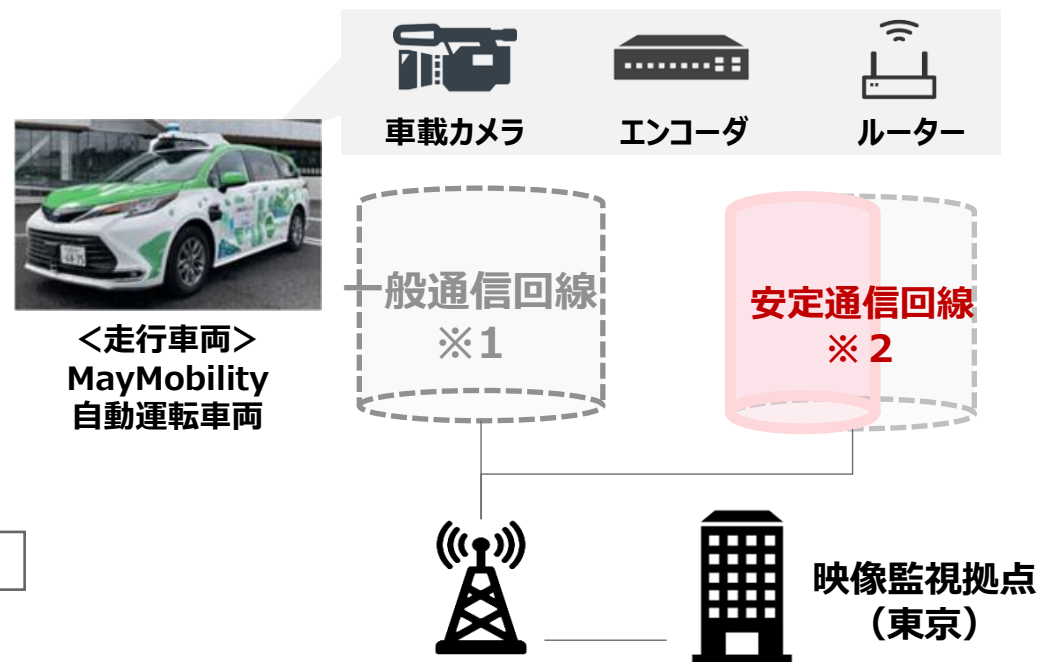 車載カメラ
エンコーダ
ルーター
一般通信回線
※1
安定通信回線
※2
＜走行車両＞
MayMobility
自動運転車両
映像監視拠点
（東京）